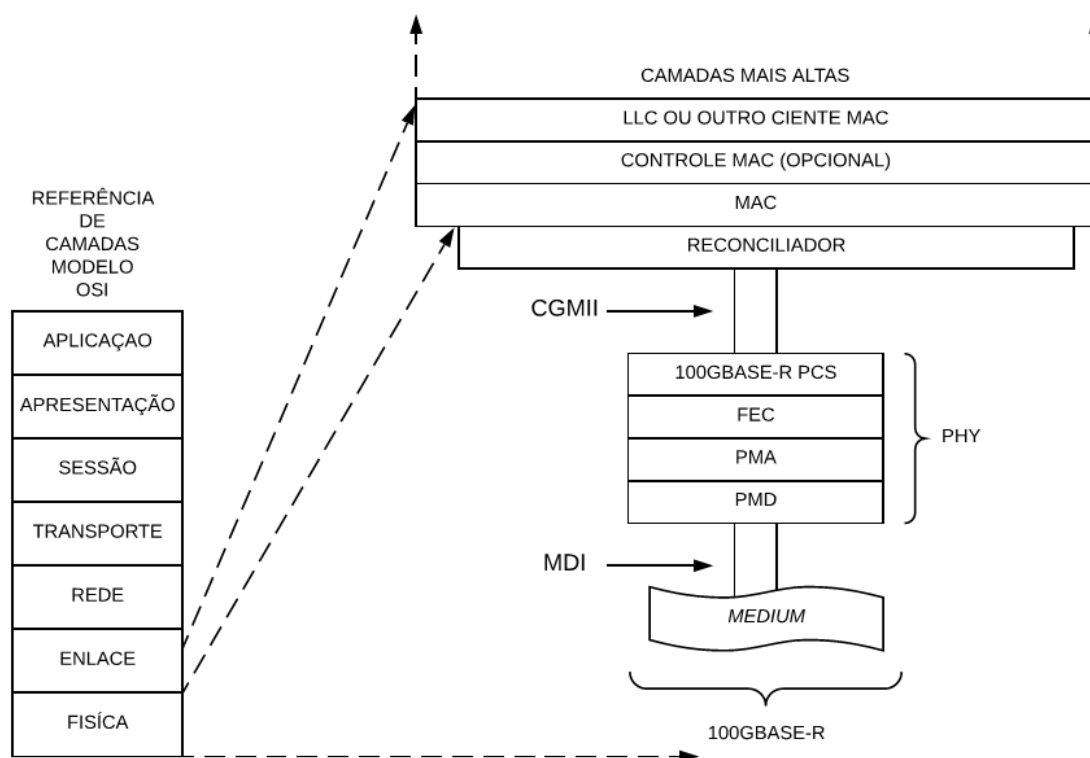 CAMADAS MAIS ALTAS
LLC OU OUTRO CIENTE MAC
CONTROLE MAC (OPCIONAL)
MAC
RECONCILIADOR
REFERÊNCIA
DE
CAMADAS
MODELO
OSI
APLICAÇAO
APRESENTAÇÃO
SESSÃO
TRANSPORTE
REDE
ENLACE
FISÍCA
CGMII
100GBASE-R PCS
FEC
PMA
PMD
PHY
MDI
MEDIUM
100GBASE-R